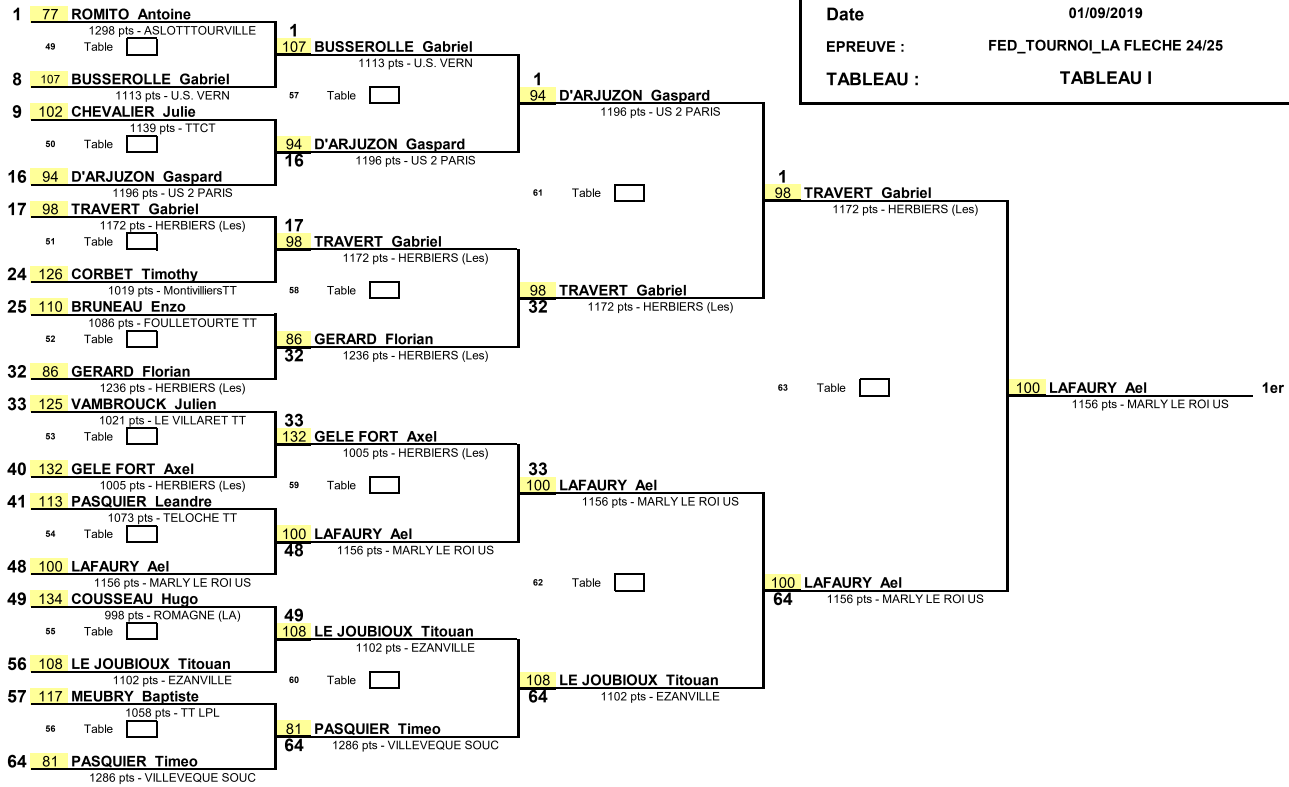 Date 01/09/2019
EPREUVE : FED_TOURNOI_LA FLECHE 24/25
TABLEAU : TABLEAU I
1 77 ROMITO Antoine
1298 pts - ASLOTTTOURVILLE
49 Table
8 107 BUSSEROLLE Gabriel
1113 pts - U.S. VERN
9 102 CHEVALIER Julie
1139 pts - TTCT
50 Table
16 94 D'ARJUZON Gaspard
1196 pts - US 2 PARIS
17 98 TRAVERT Gabriel
1172 pts - HERBIERS (Les)
51 Table
24 126 CORBET Timothy
1019 pts - MontivilliersTT
25 110 BRUNEAU Enzo
1086 pts - FOULLETOURTE TT
52 Table
32 86 GERARD Florian
1236 pts - HERBIERS (Les)
33 125 VAMBROUCK Julien
1021 pts - LE VILLARET TT
53 Table
40 132 GELE FORT Axel
1005 pts - HERBIERS (Les)
41 113 PASQUIER Leandre
1073 pts - TELOCHE TT
54 Table
48 100 LAFAURY Ael
1156 pts - MARLY LE ROI US
49 134 COUSSEAU Hugo
998 pts - ROMAGNE (LA)
55 Table
56 108 LE JOUBIOUX Titouan
1102 pts - EZANVILLE
57 117 MEUBRY Baptiste
1058 pts - TT LPL
56 Table
64 81 PASQUIER Timeo
1286 pts - VILLEVEQUE SOUC
1
107 BUSSEROLLE Gabriel
1113 pts - U.S. VERN
57 Table
94 D'ARJUZON Gaspard
16 1196 pts - US 2 PARIS
17
98 TRAVERT Gabriel
1172 pts - HERBIERS (Les)
58 Table
86 GERARD Florian
32 1236 pts - HERBIERS (Les)
33
132 GELE FORT Axel
1005 pts - HERBIERS (Les)
59 Table
100 LAFAURY Ael
48 1156 pts - MARLY LE ROI US
49
108 LE JOUBIOUX Titouan
1102 pts - EZANVILLE
60 Table
81 PASQUIER Timeo
64 1286 pts - VILLEVEQUE SOUC
1
94 D'ARJUZON Gaspard
1196 pts - US 2 PARIS
61 Table
98 TRAVERT Gabriel
32 1172 pts - HERBIERS (Les)
33
100 LAFAURY Ael
1156 pts - MARLY LE ROI US
62 Table
108 LE JOUBIOUX Titouan
64 1102 pts - EZANVILLE
1
98 TRAVERT Gabriel
1172 pts - HERBIERS (Les)
63 Table
100 LAFAURY Ael
64 1156 pts - MARLY LE ROI US
100 LAFAURY Ael 1er
1156 pts - MARLY LE ROI US